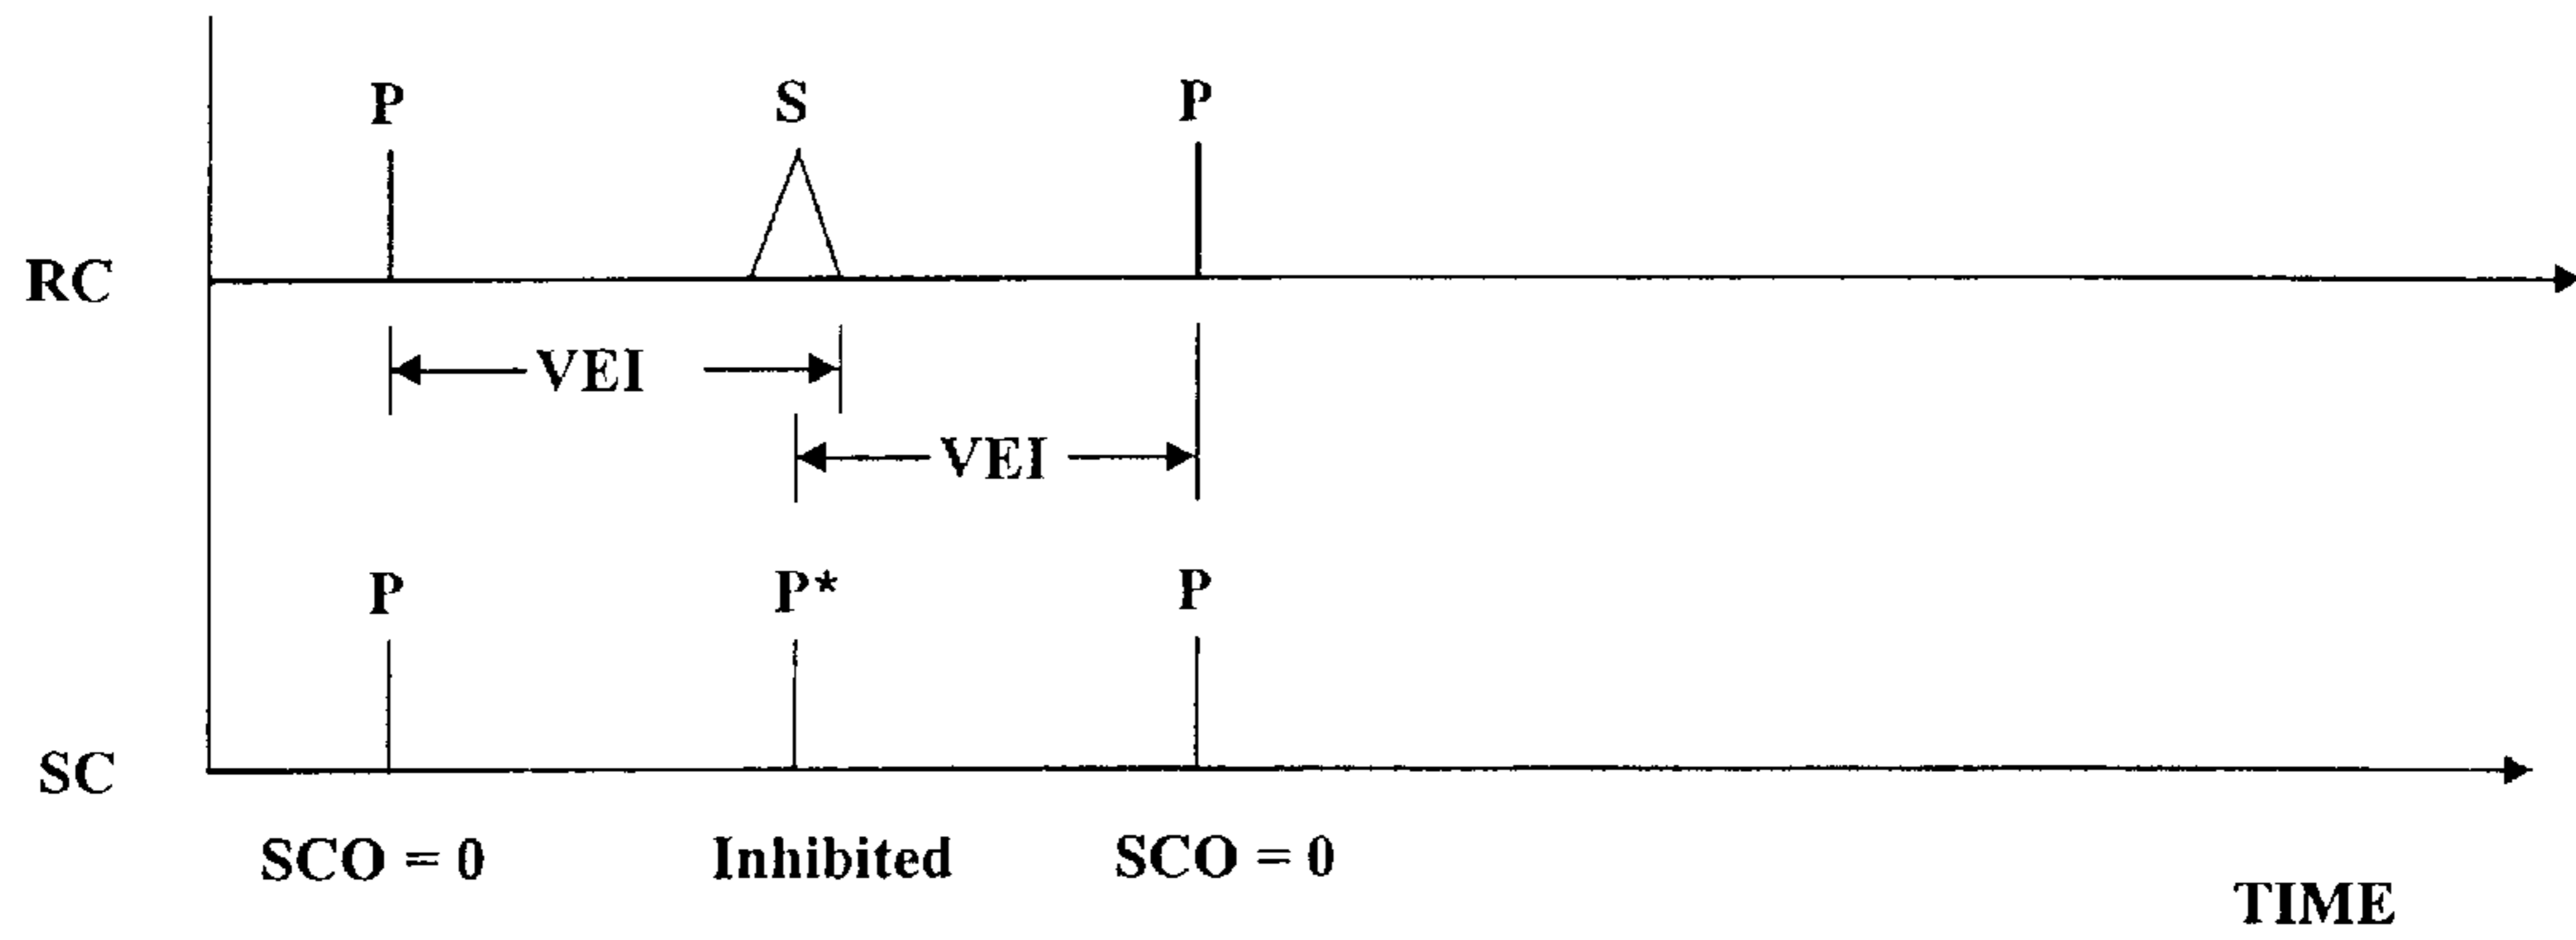 P S P
RC
VEI
VEI
P P* P
SC
SCO = 0 Inhibited SCO = 0
TIME